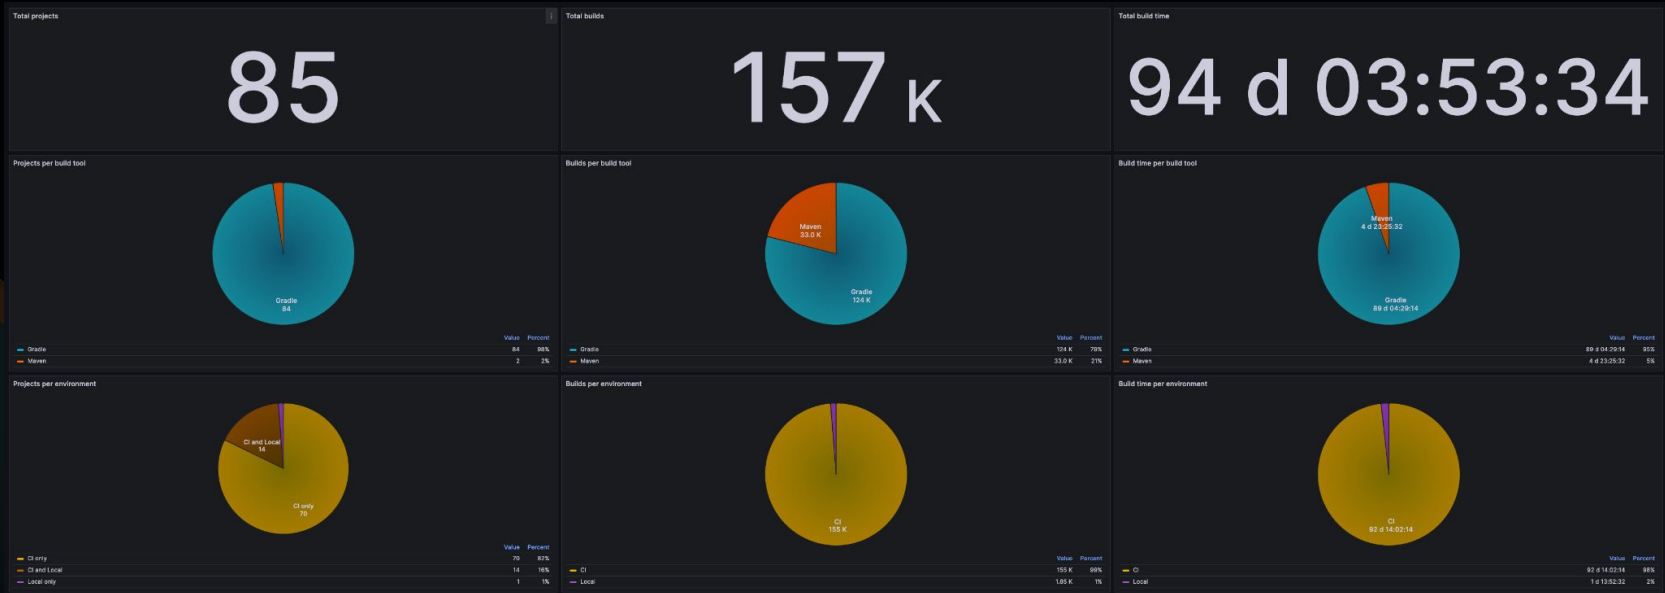 Total projects
Total builds
Total build time
85
157 K
94 d 03:53:34
Projects per build tool
Builds per build tool
Build time per build tool
Gradle
84
Value Percent
Gradle 84 98%
Maven 2 2%
Maven
33.0 K
Gradle
124 K
Value Percent
Gradle 124 K 79%
Maven 33.0 K 21%
Maven
4 d 23:25:32
Gradle
89 d 04:29:14
Value Percent
Gradle 89 d 04:29:14 95%
Maven 4 d 23:25:32 5%
Projects per environment
Builds per environment
Build time per environment
CI and Local
14
CI only
70
Value Percent
CI only 70 82%
CI and Local 14 16%
Local only 1 1%
CI
155 K
Value Percent
CI 155 K 99%
Local 1.85 K 1%
CI
92 d 14:02:14
Value Percent
CI 92 d 14:02:14 98%
Local 1 d 13:52:32 2%